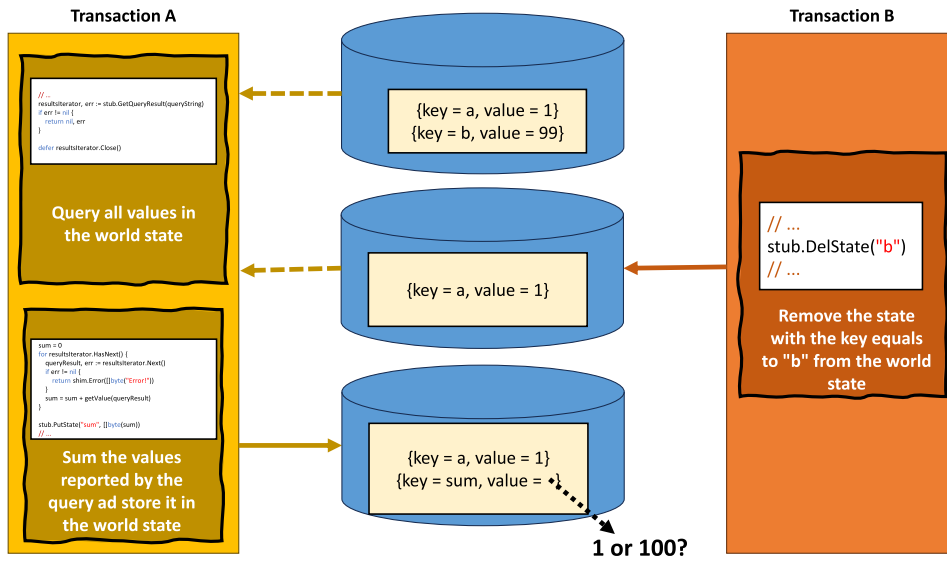 Transaction A
Transaction B
// ...
resultsIterator, err := stub.GetQueryResult(queryString)
if err != nil {
return nil, err
}
defer resultsIterator.Close()
Query all values in
the world state
sum = 0
for resultsIterator.HasNext() {
queryResult, err := resultsIterator.Next()
if err != nil {
return shim.Error([]byte("Error!"))
}
sum = sum + getValue(queryResult)
}
stub.PutState("sum", []byte(sum))
// ...
Sum the values
reported by the
query ad store it in
the world state
{key = a, value = 1}
{key = b, value = 99}
{key = a, value = 1}
{key = a, value = 1}
{key = sum, value = }
1 or 100?
// ...
stub.DelState("b")
// ...
Remove the state
with the key equals
to "b" from the world
state